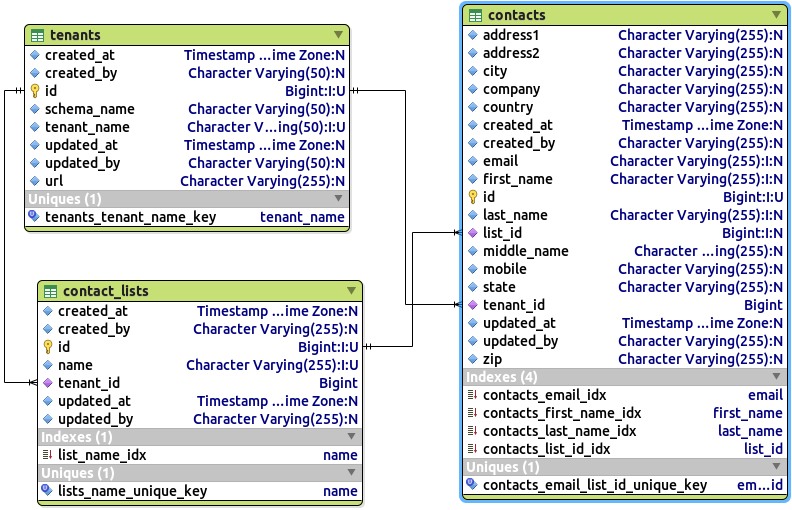 tenants
created_at Timestamp ...ime Zone:N
created_by Character Varying(50):N
id Bigint:I:U
schema_name Character Varying(50):N
tenant_name Character V...ing(50):I:U
updated_at Timestamp ...ime Zone:N
updated_by Character Varying(50):N
url Character Varying(255):N
Uniques (1)
tenants_tenant_name_key tenant_name
contact_lists
created_at Timestamp ...ime Zone:N
created_by Character Varying(255):N
id Bigint:I:U
name Character Varying(255):I:U
tenant_id Bigint
updated_at Timestamp ...ime Zone:N
updated_by Character Varying(255):N
Indexes (1)
list_name_idx name
Uniques (1)
lists_name_unique_key name
contacts
address1 Character Varying(255):N
address2 Character Varying(255):N
city Character Varying(255):N
company Character Varying(255):N
country Character Varying(255):N
created_at Timestamp ...ime Zone:N
created_by Character Varying(255):N
email Character Varying(255):I:N
first_name Character Varying(255):I:N
id Bigint:I:U
last_name Character Varying(255):I:N
list_id Bigint:I:N
middle_name Character ...ing(255):N
mobile Character Varying(255):N
state Character Varying(255):N
tenant_id Bigint
updated_at Timestamp ...ime Zone:N
updated_by Character Varying(255):N
zip Character Varying(255):N
Indexes (4)
contacts_email_idx email
contacts_first_name_idx first_name
contacts_last_name_idx last_name
contacts_list_id_idx list_id
Uniques (1)
contacts_email_list_id_unique_key em...id